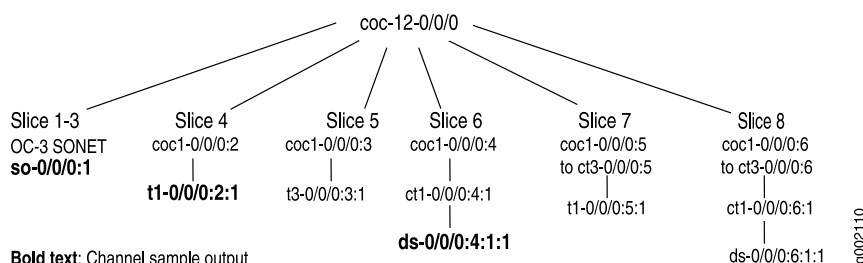 coc-12-0/0/0
Slice 1-3
OC-3 SONET
so-0/0/0:1
Slice 4
coc1-0/0/0:2
t1-0/0/0:2:1
Slice 5
coc1-0/0/0:3
t3-0/0/0:3:1
Slice 6
coc1-0/0/0:4
ct1-0/0/0:4:1
ds-0/0/0:4:1:1
Slice 7
coc1-0/0/0:5
to ct3-0/0/0:5
t1-0/0/0:5:1
Slice 8
coc1-0/0/0:6
to ct3-0/0/0:6
ct1-0/0/0:6:1
ds-0/0/0:6:1:1
Bold text: Channel sample output
g002110